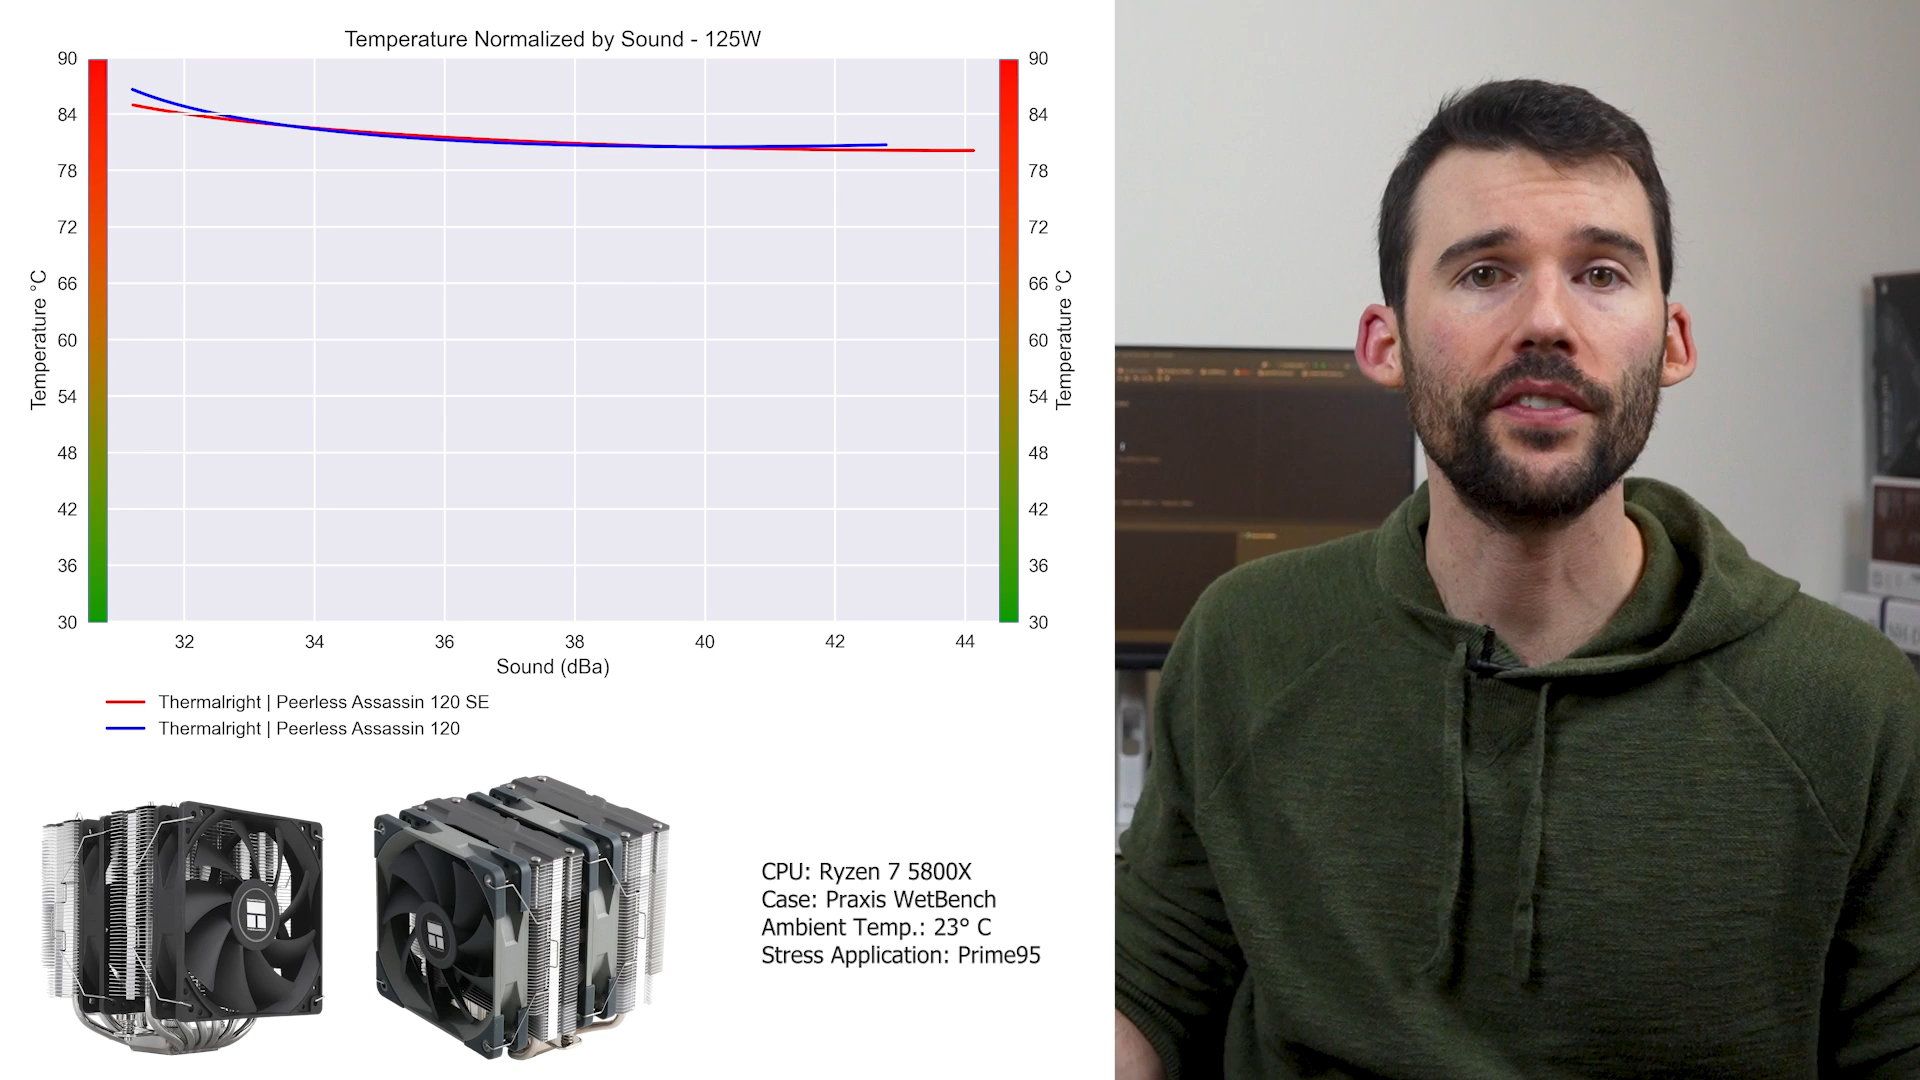 Temperature Normalized by Sound - 125W
90
84
78
72
66
60
54
48
42
36
30
Temperature °C
90
84
78
72
66
60
54
48
42
36
30
Temperature °C
32 34 36 38 40 42 44
Sound (dBa)
Thermalright | Peerless Assassin 120 SE
Thermalright | Peerless Assassin 120
CPU: Ryzen 7 5800X
Case: Praxis WetBench
Ambient Temp.: 23° C
Stress Application: Prime95